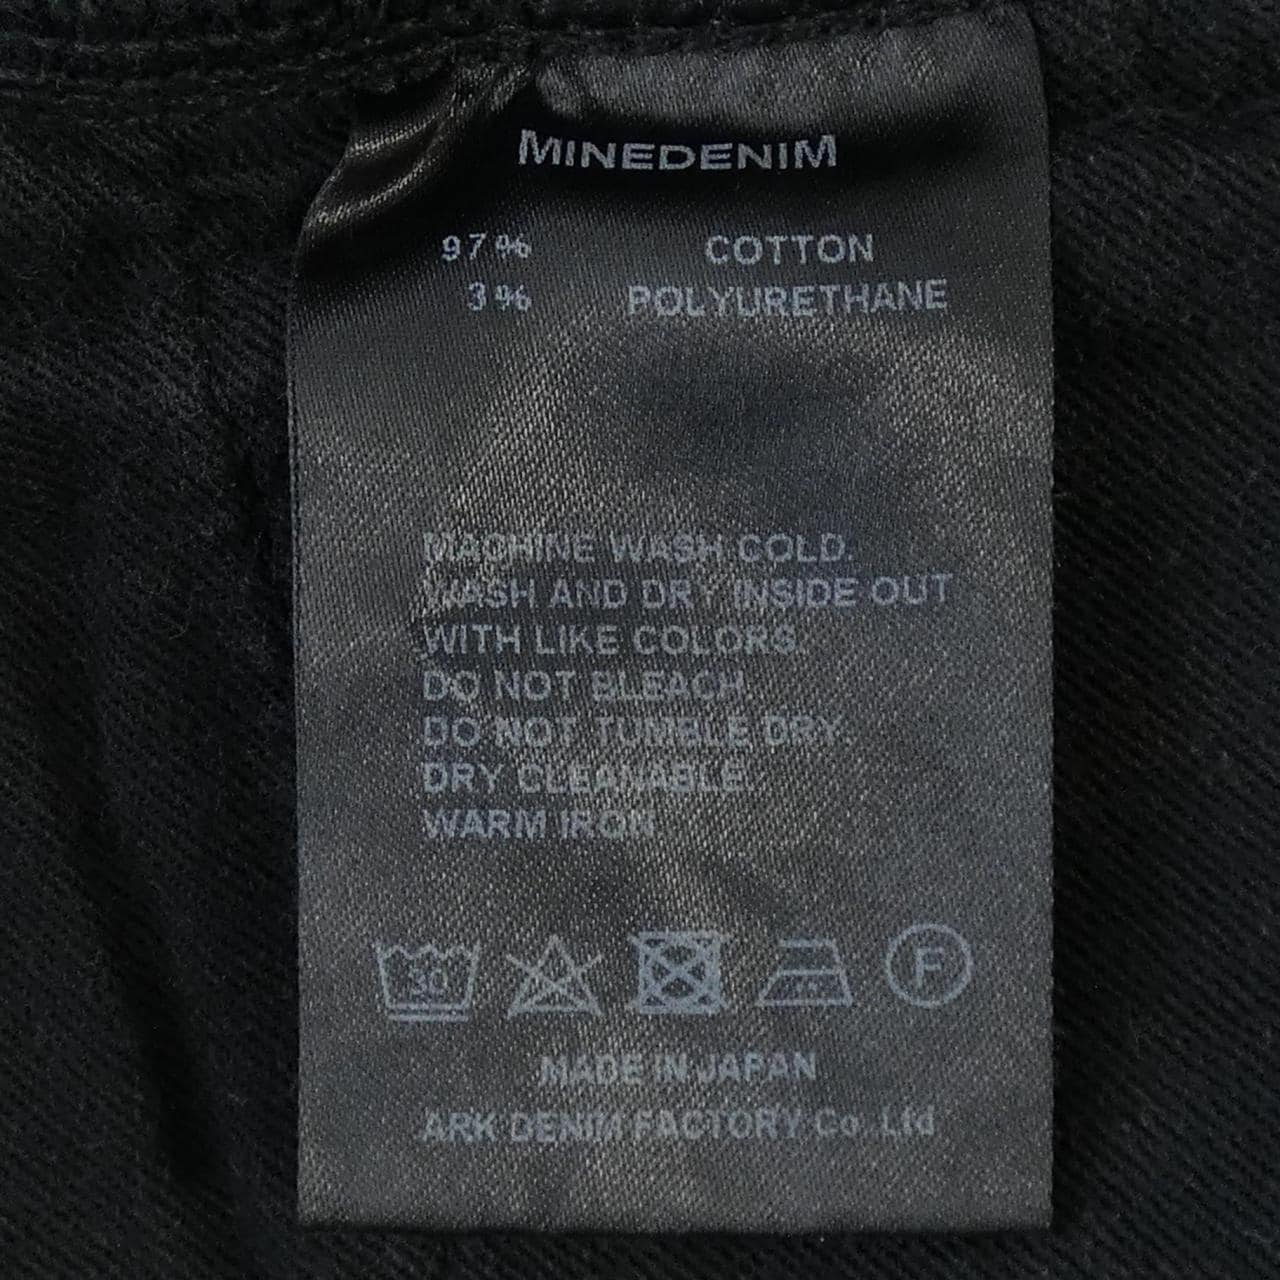 MINEDENIM
97% COTTON
3% POLYURETHANE
MACHINE WASH COLD.
WASH AND DRY INSIDE OUT
WITH LIKE COLORS.
DO NOT BLEACH.
DO NOT TUMBLE DRY.
DRY CLEANABLE.
WARM IRON.
30
F
MADE IN JAPAN
ARK DENIM FACTORY Co.Ltd